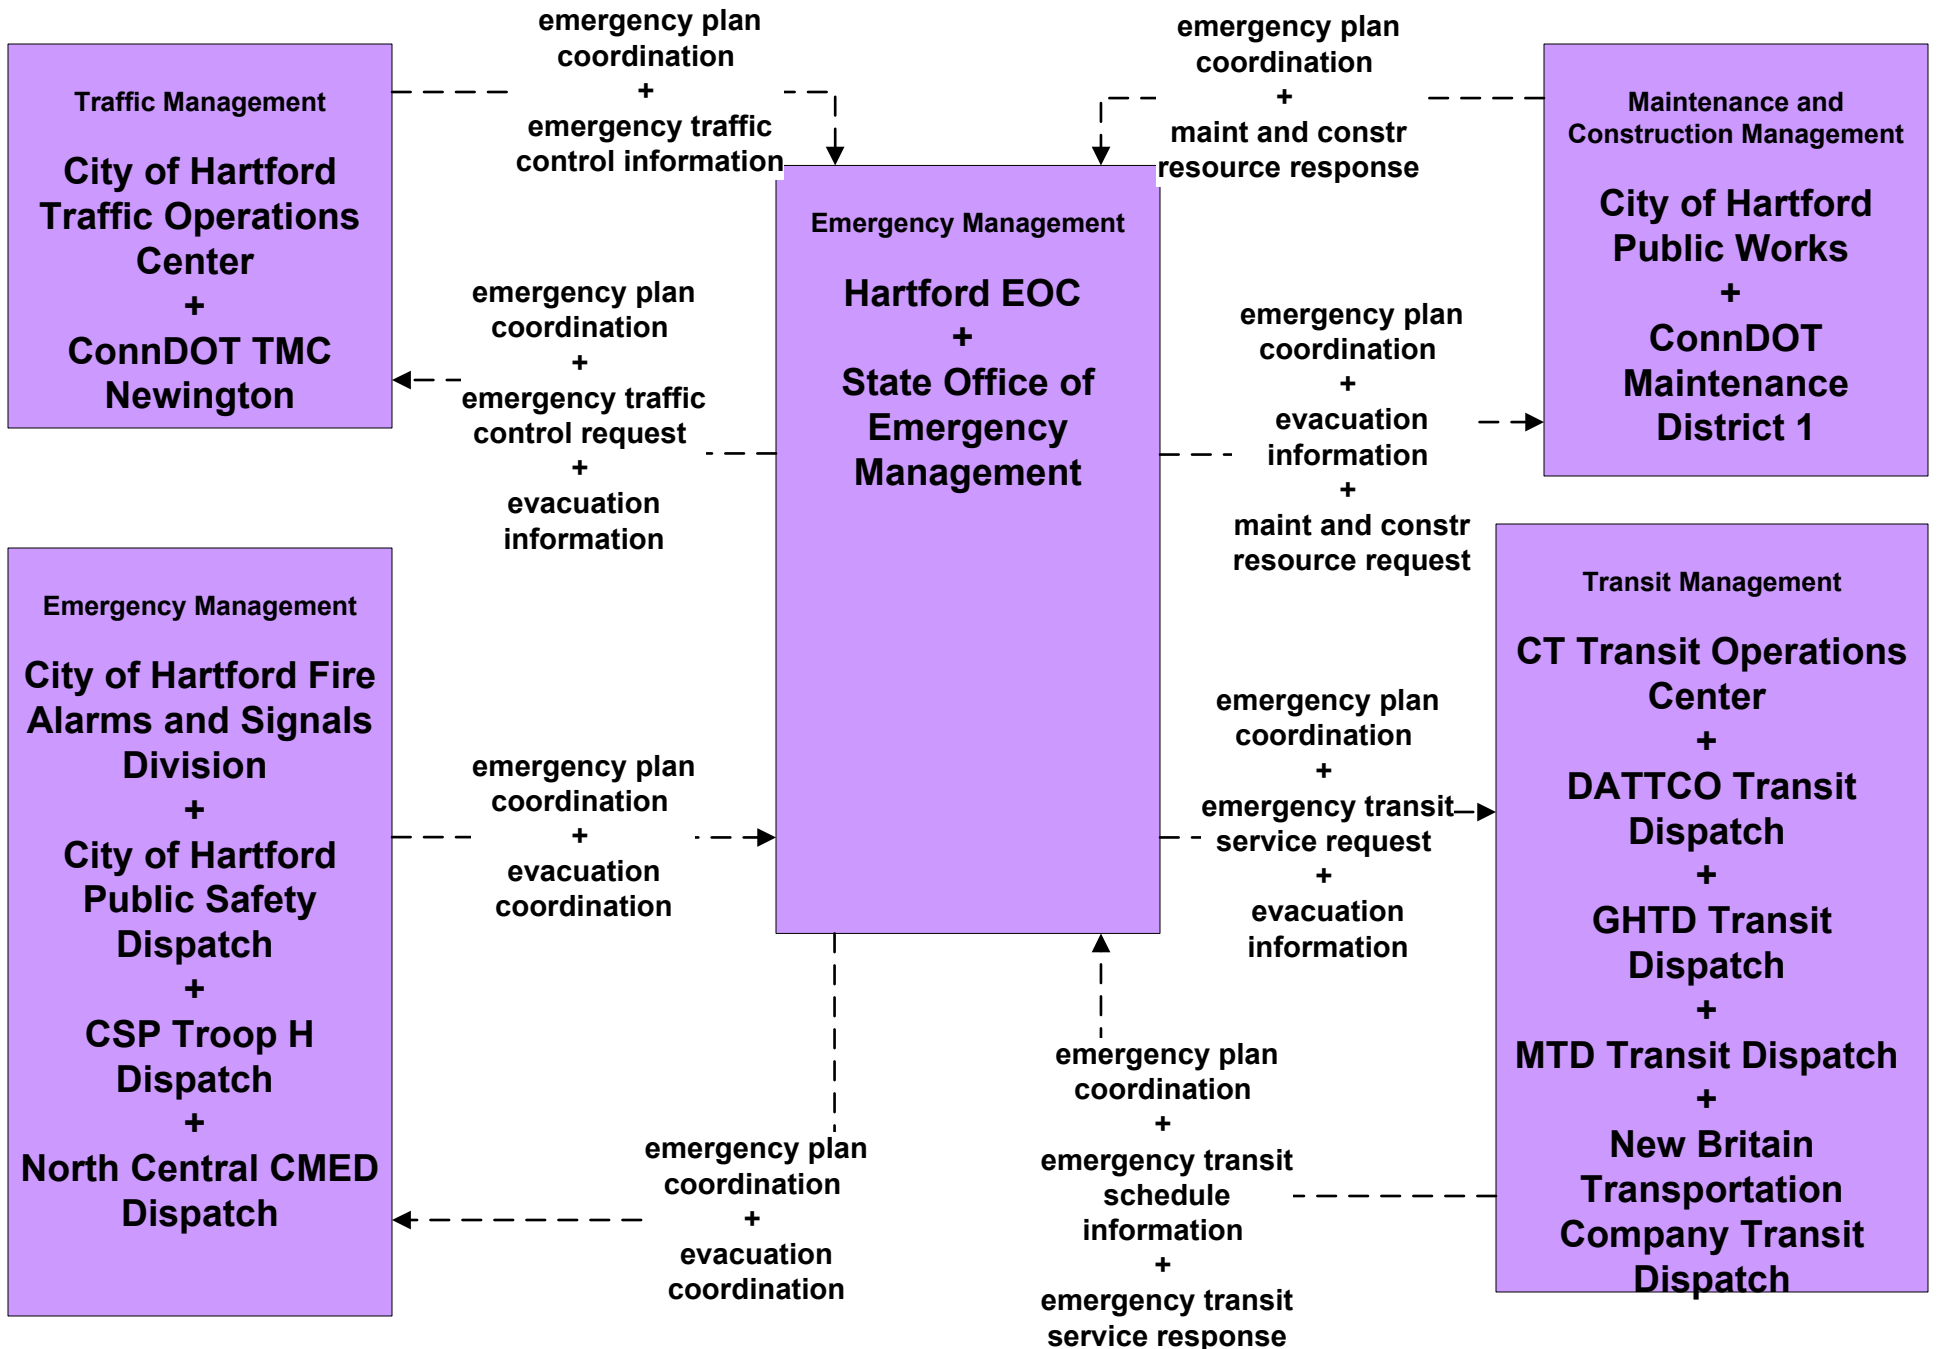 emergency plan
coordination
+
emergency traffic
control information
emergency plan
coordination
+
maint and constr
resource response
Traffic Management
City of Hartford
Traffic Operations
Center
+
ConnDOT TMC
Newington
Maintenance and
Construction Management
City of Hartford
Public Works
+
ConnDOT
Maintenance
District 1
Emergency Management
Hartford EOC
+
State Office of
Emergency
Management
emergency plan
coordination
+
emergency traffic
control request
+
evacuation
information
emergency plan
coordination
+
evacuation
information
+
maint and constr
resource request
Emergency Management
City of Hartford Fire
Alarms and Signals
Division
+
City of Hartford
Public Safety
Dispatch
+
CSP Troop H
Dispatch
+
North Central CMED
Dispatch
emergency plan
coordination
+
evacuation
coordination
emergency plan
coordination
+
emergency transit
service request
+
evacuation
information
Transit Management
CT Transit Operations
Center
+
DATTCO Transit
Dispatch
+
GHTD Transit
Dispatch
+
MTD Transit Dispatch
+
New Britain
Transportation
Company Transit
Dispatch
emergency plan
coordination
+
evacuation
coordination
emergency plan
coordination
+
emergency transit
schedule
information
+
emergency transit
service response